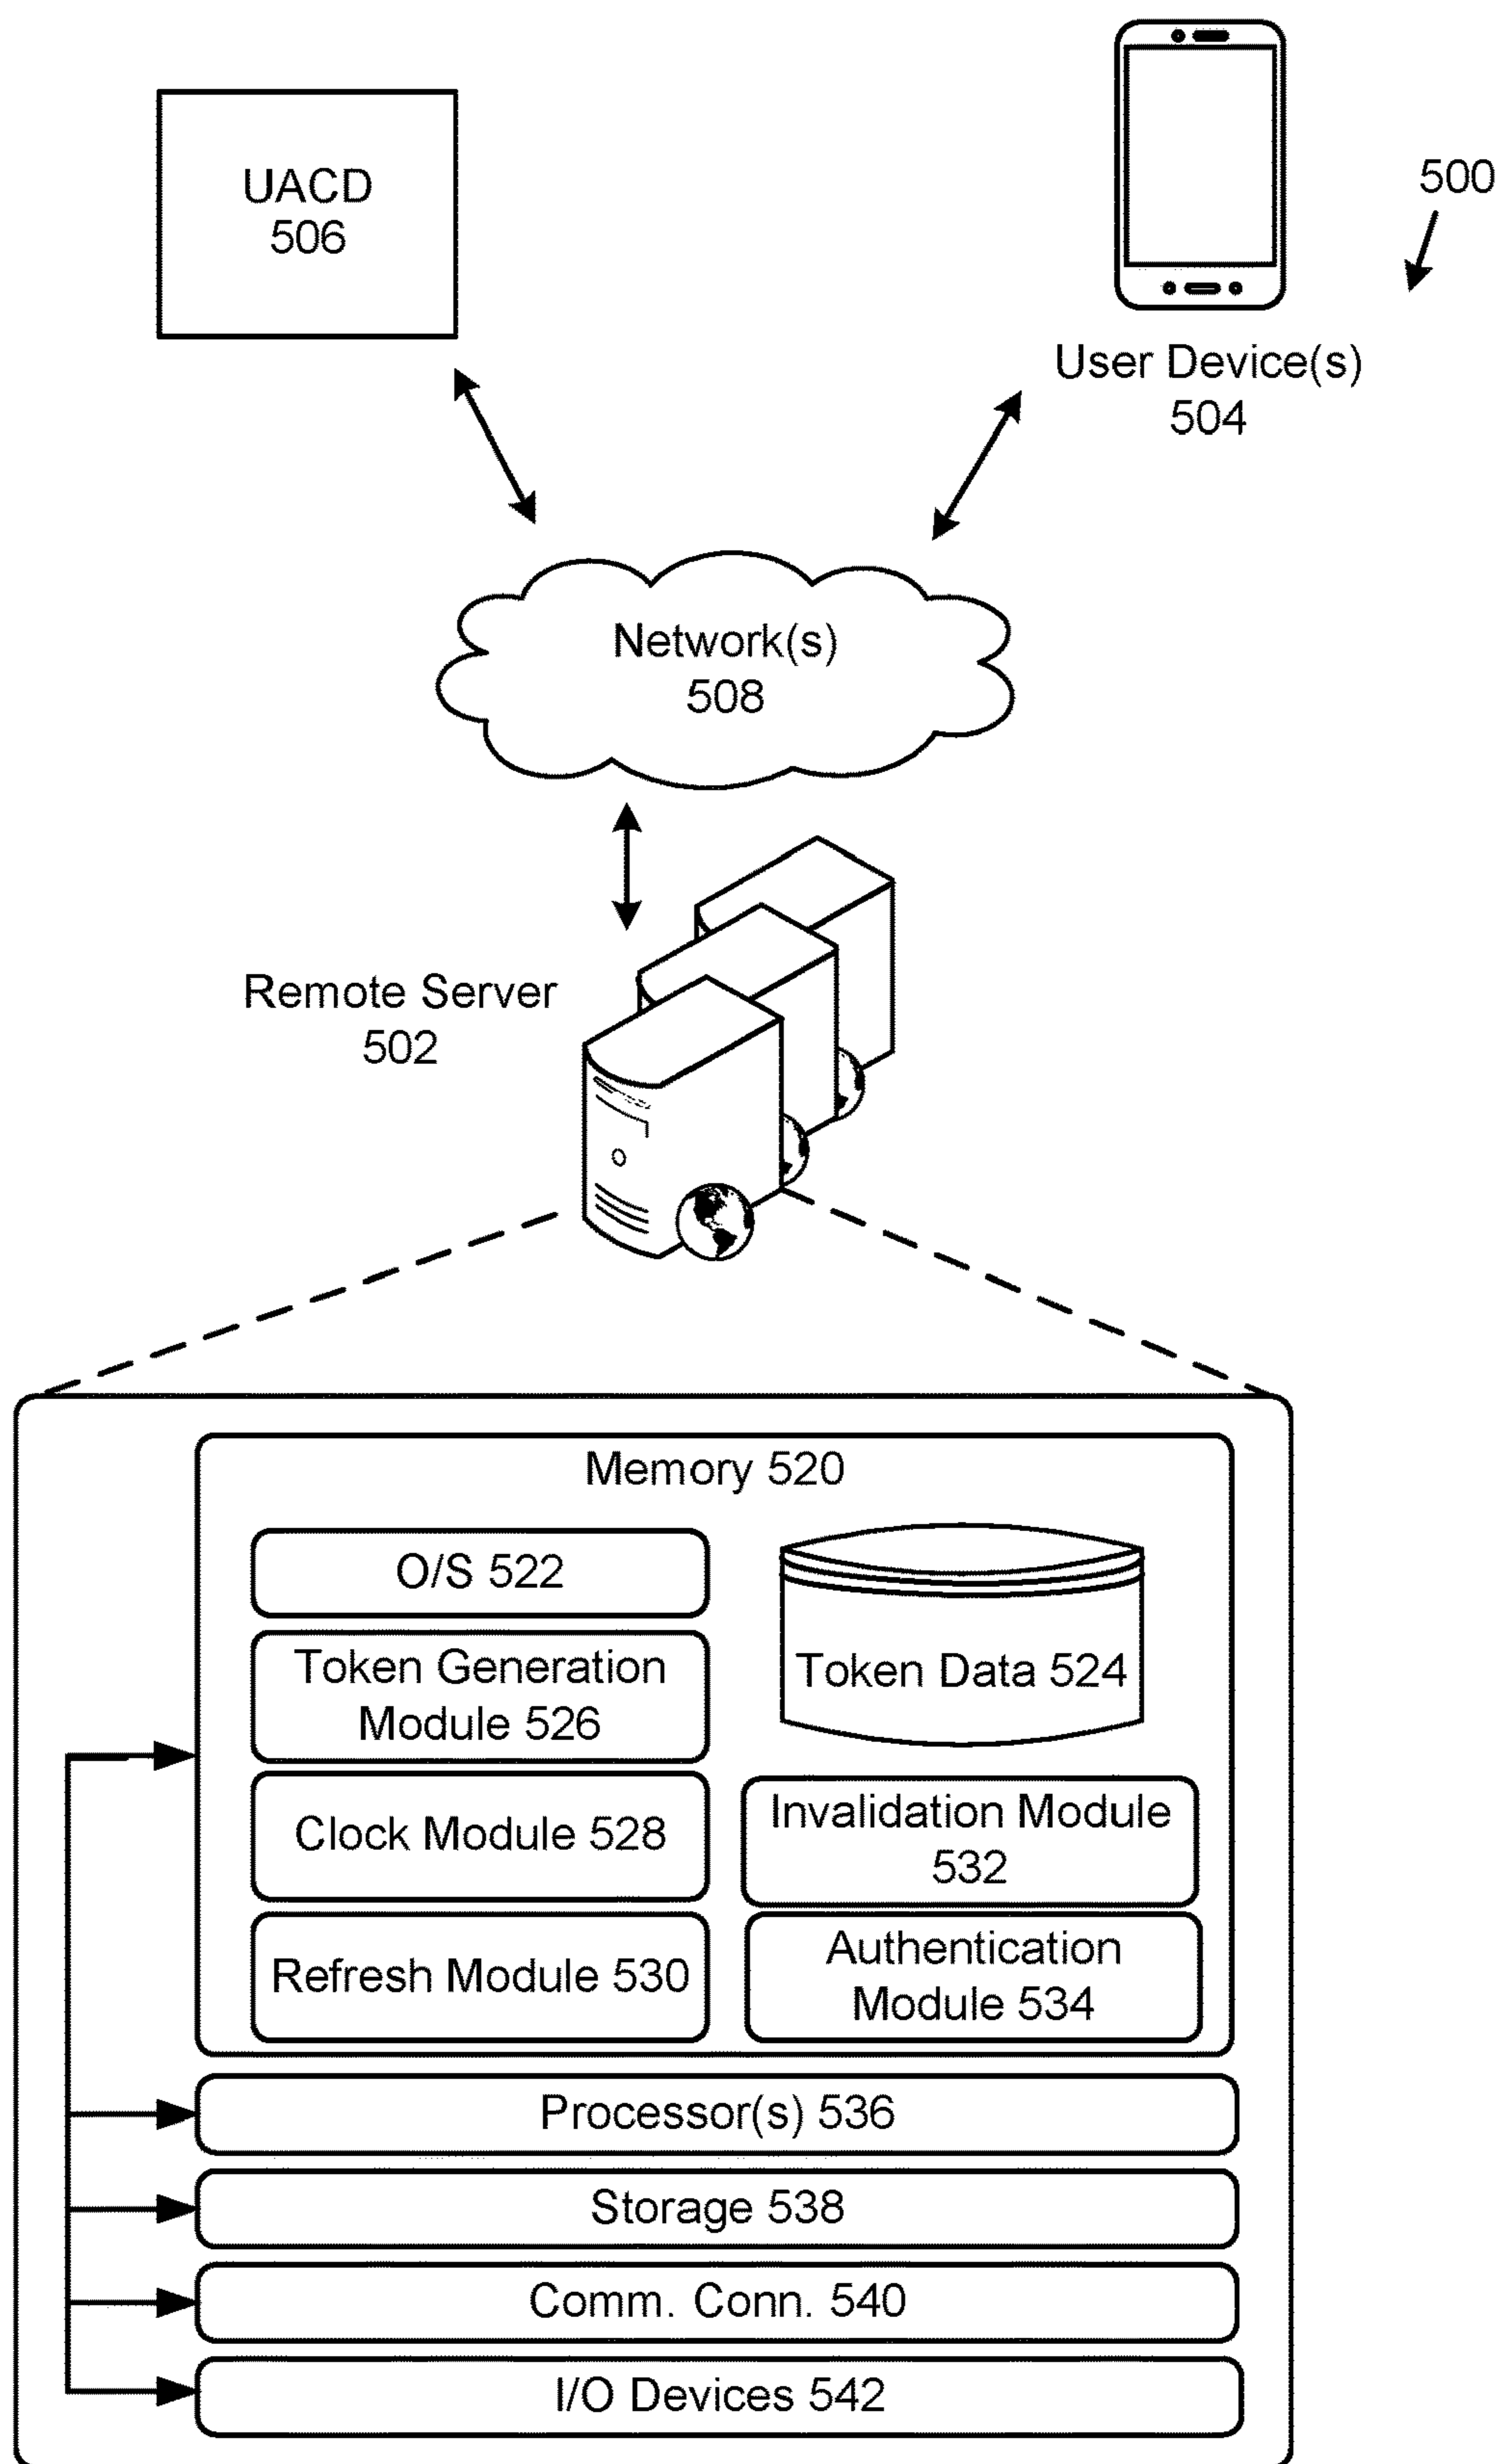 UACD
506
500
User Device(s)
504
Network(s)
508
Remote Server
502
Memory 520
O/S 522
Token Generation
Module 526
Clock Module 528
Refresh Module 530
Token Data 524
Invalidation Module
532
Authentication
Module 534
Processor(s) 536
Storage 538
Comm. Conn. 540
I/O Devices 542